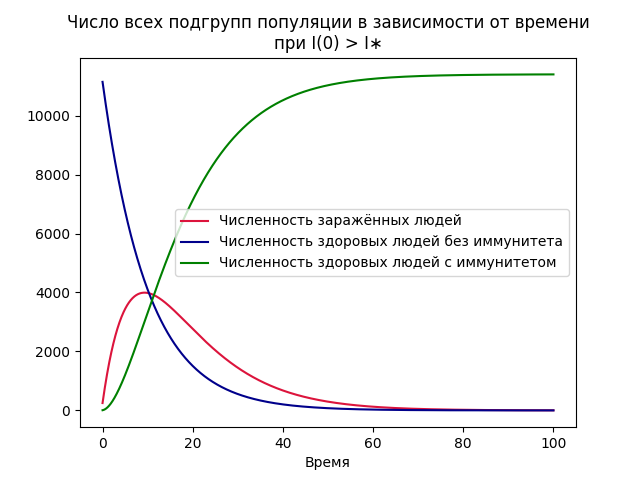 Число всех подгрупп популяции в зависимости от времени
при I(0) > I∗
10000
8000
6000
4000
2000
0
Численность заражённых людей
Численность здоровых людей без иммунитета
Численность здоровых людей с иммунитетом
0 20 40 60 80 100
Время